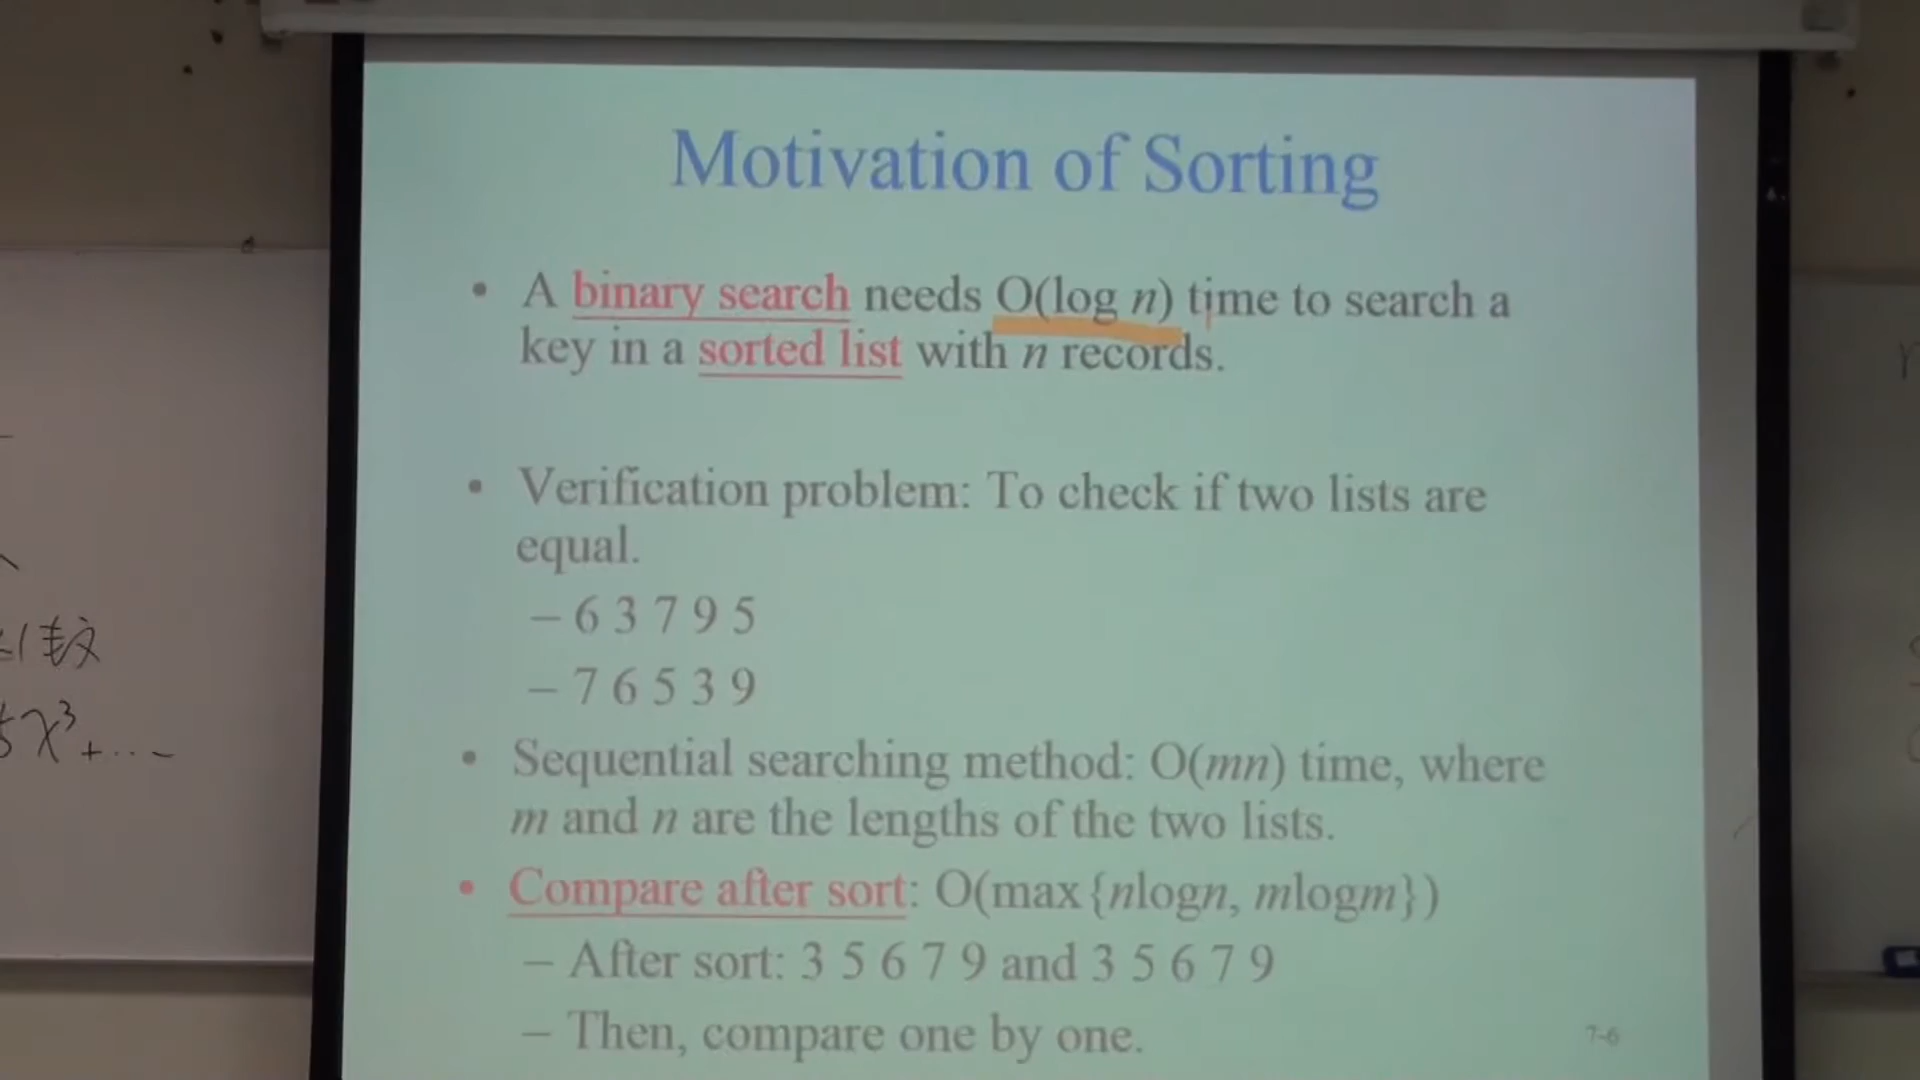 Motivation of Sorting
• A binary search needs O(log n) time to search a
key in a sorted list with n records.
• Verification problem: To check if two lists are
equal.
– 6 3 7 9 5
– 7 6 5 3 9
• Sequential searching method: O(mn) time, where
m and n are the lengths of the two lists.
• Compare after sort: O(max{nlogn, mlogm})
– After sort: 3 5 6 7 9 and 3 5 6 7 9
– Then, compare one by one.
7-6
較
5x³+...